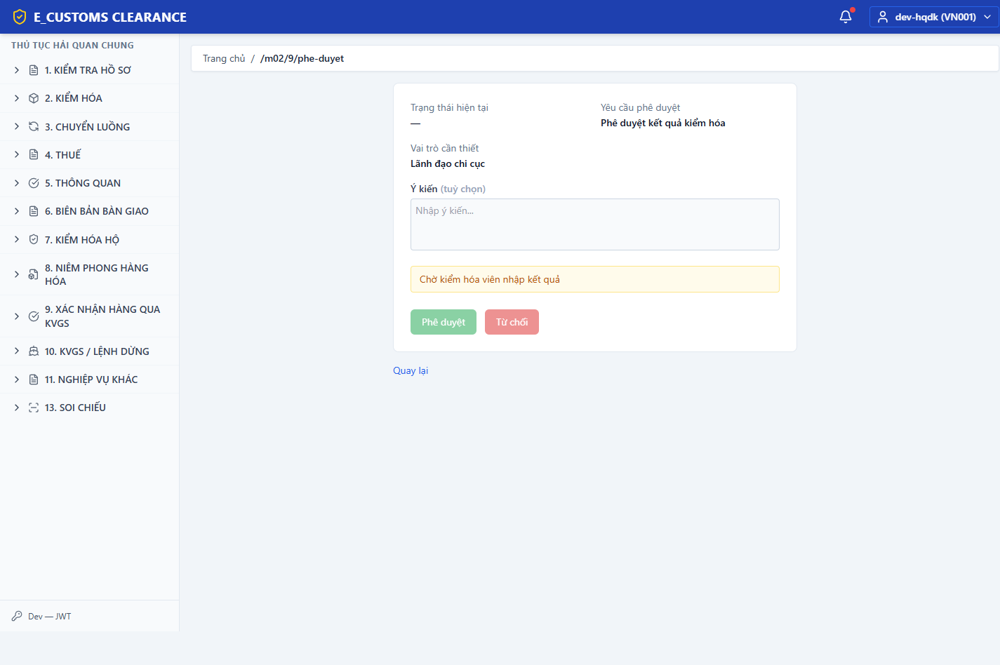 E_CUSTOMS CLEARANCE
dev-hqdk (VN001)
THỦ TỤC HẢI QUAN CHUNG
1. KIỂM TRA HỒ SƠ
2. KIỂM HÓA
3. CHUYỂN LUỒNG
4. THUẾ
5. THÔNG QUAN
6. BIÊN BẢN BÀN GIAO
7. KIỂM HÓA HỘ
8. NIÊM PHONG HÀNG
HÓA
9. XÁC NHẬN HÀNG QUA
KVGS
10. KVGS / LỆNH DỪNG
11. NGHIỆP VỤ KHÁC
13. SOI CHIẾU
Dev — JWT
Trang chủ / /m02/9/phe-duyet
Trạng thái hiện tại
—
Yêu cầu phê duyệt
Phê duyệt kết quả kiểm hóa
Vai trò cần thiết
Lãnh đạo chi cục
Ý kiến (tuỳ chọn)
Nhập ý kiến...
Chờ kiểm hóa viên nhập kết quả
Phê duyệt
Từ chối
Quay lại